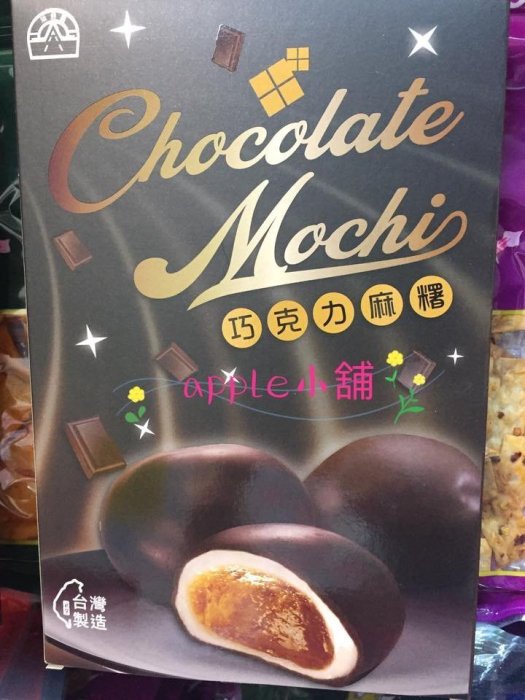 Chocolate
Mochi
巧克力麻糬
apple小舖
台灣
製造